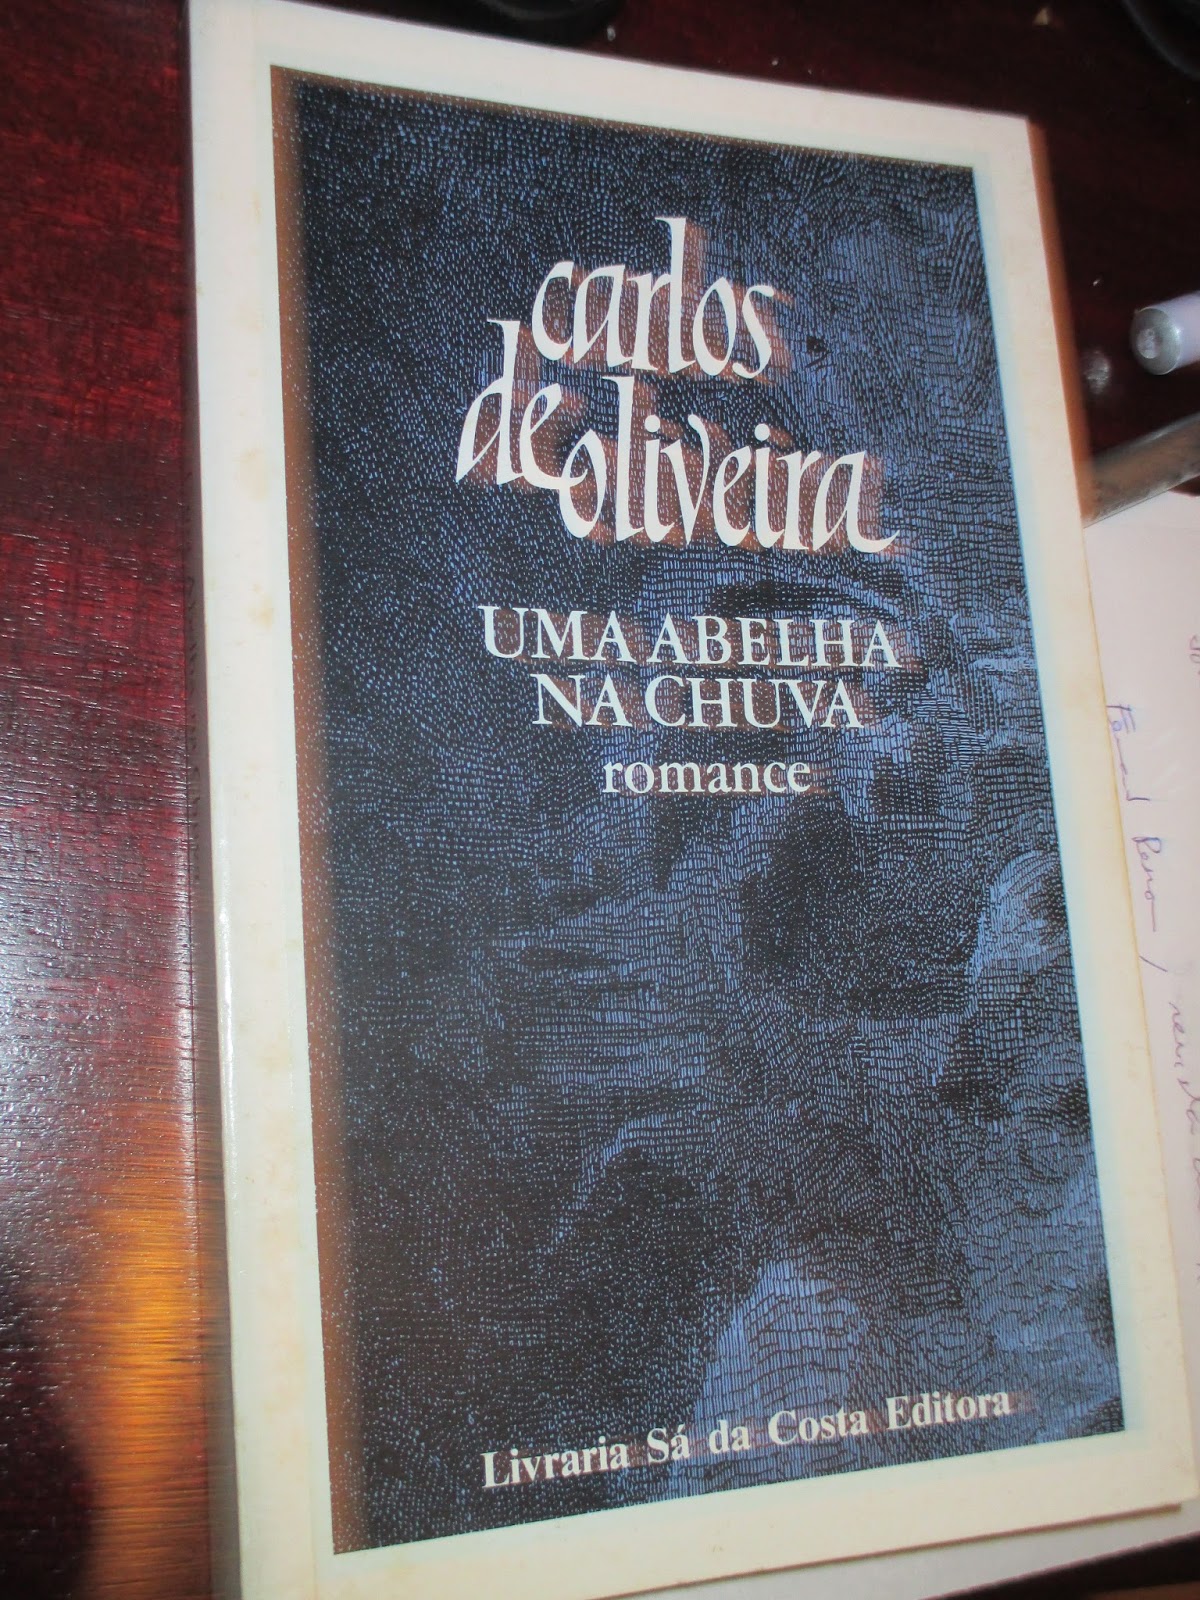 carlos
de oliveira
UMA ABELHA
NA CHUVA
romance
Livraria Sá da Costa Editora